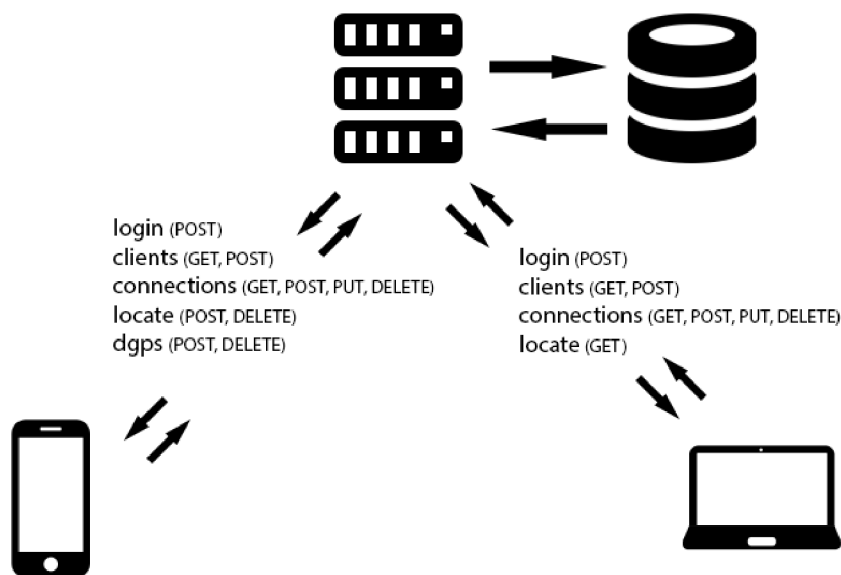 login (POST)
clients (GET, POST)
connections (GET, POST, PUT, DELETE)
locate (POST, DELETE)
dgps (POST, DELETE)
login (POST)
clients (GET, POST)
connections (GET, POST, PUT, DELETE)
locate (GET)